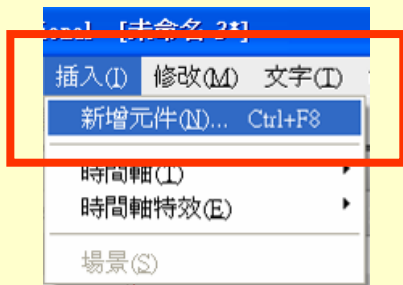 [未命名-3*]
插入(I) 修改(M) 文字(T)
新增元件(N)... Ctrl+F8
時間軸(T)
時間軸特效(E)
場景(S)